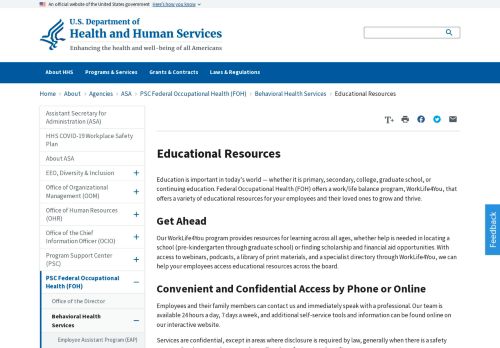 An official website of the United States government Here's how you know
U.S. Department of
Health and Human Services
Enhancing the health and well-being of all Americans
About HHS Programs & Services Grants & Contracts Laws & Regulations
Home > About > Agencies > ASA > PSC Federal Occupational Health (FOH) > Behavioral Health Services > Educational Resources
Assistant Secretary for
Administration (ASA)
HHS COVID-19 Workplace Safety
Plan
About ASA
EEO, Diversity & Inclusion
Office of Organizational
Management (OOM)
Office of Human Resources
(OHR)
Office of the Chief
Information Officer (OCIO)
Program Support Center
(PSC)
PSC Federal Occupational
Health (FOH)
Office of the Director
Behavioral Health
Services
Employee Assistant Program (EAP)
T+
Educational Resources
Education is important in today's world — whether it is primary, secondary, college, graduate school, or
continuing education. Federal Occupational Health (FOH) offers a work/life balance program, WorkLife4You, that
offers a variety of educational resources for your employees and their loved ones to grow and thrive.
Get Ahead
Our WorkLife4You program provides resources for learning across all ages, whether help is needed in locating a
school (pre-kindergarten through graduate school) or finding scholarship and financial aid opportunities. With
access to webinars, podcasts, a library of print materials, and a specialist directory through WorkLife4You, we can
help your employees access educational resources across the board.
Convenient and Confidential Access by Phone or Online
Employees and their family members can contact us and immediately speak with a professional. Our team is
available 24 hours a day, 7 days a week, and additional self-service tools and information can be found online on
our interactive website.
Services are confidential, except in areas where disclosure is required by law, generally when there is a safety
Feedback